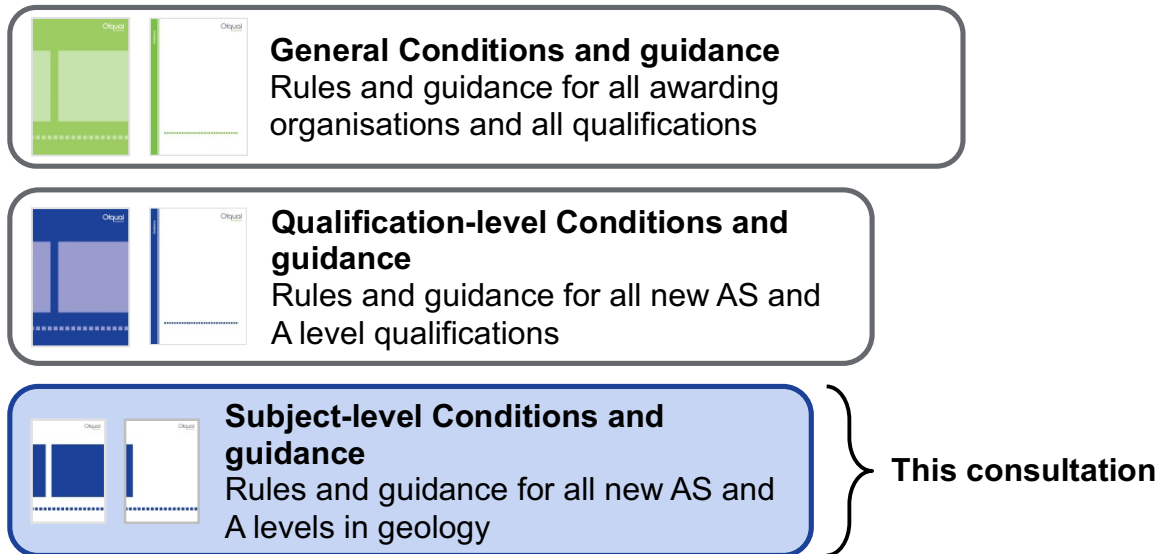 Ofqual
Ofqual
General Conditions and guidance
Rules and guidance for all awarding
organisations and all qualifications
Ofqual
Ofqual
Qualification-level Conditions and
guidance
Rules and guidance for all new AS and
A level qualifications
Ofqual
Ofqual
Subject-level Conditions and
guidance
Rules and guidance for all new AS and
A levels in geology
This consultation